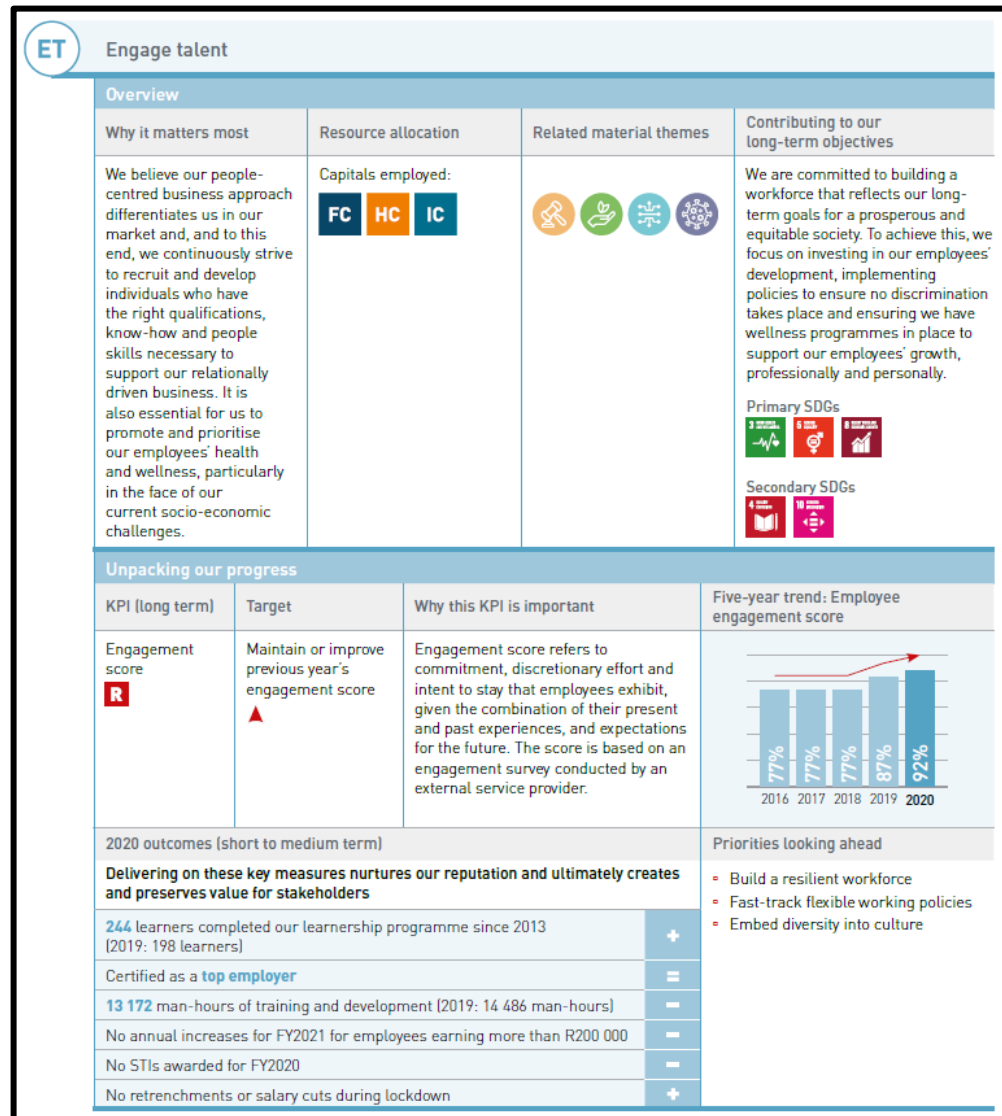 ET
Engage talent
Overview
Why it matters most
We believe our people-
centred business approach
differentiates us in our
market and, and to this
end, we continuously strive
to recruit and develop
individuals who have
the right qualifications,
know-how and people
skills necessary to
support our relationally
driven business. It is
also essential for us to
promote and prioritise
our employees' health
and wellness, particularly
in the face of our
current socio-economic
challenges.
Resource allocation
Capitals employed:
FC HC IC
Related material themes
Contributing to our
long-term objectives
We are committed to building a
workforce that reflects our long-
term goals for a prosperous and
equitable society. To achieve this, we
focus on investing in our employees'
development, implementing
policies to ensure no discrimination
takes place and ensuring we have
wellness programmes in place to
support our employees' growth,
professionally and personally.
Primary SDGs
3 5 8
Secondary SDGs
4 10
Unpacking our progress
KPI (long term)
Engagement
score
R
Target
Maintain or improve
previous year's
engagement score
Why this KPI is important
Engagement score refers to
commitment, discretionary effort and
intent to stay that employees exhibit,
given the combination of their present
and past experiences, and expectations
for the future. The score is based on an
engagement survey conducted by an
external service provider.
Five-year trend: Employee
engagement score
77% 77% 77% 87% 92%
2016 2017 2018 2019 2020
2020 outcomes (short to medium term)
Delivering on these key measures nurtures our reputation and ultimately creates
and preserves value for stakeholders
244 learners completed our learnership programme since 2013
(2019: 198 learners)
+
Certified as a top employer =
13 172 man-hours of training and development (2019: 14 486 man-hours) -
No annual increases for FY2021 for employees earning more than R200 000 -
No STIs awarded for FY2020 -
No retrenchments or salary cuts during lockdown +
Priorities looking ahead
Build a resilient workforce
Fast-track flexible working policies
Embed diversity into culture